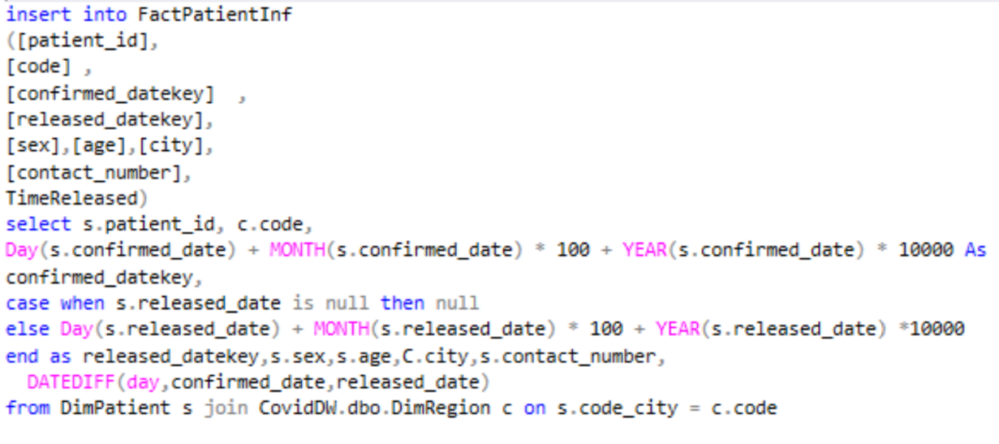 insert into FactPatientInf
([patient_id],
[code] ,
[confirmed_datekey]  ,
[released_datekey],
[sex],[age],[city],
[contact_number],
TimeReleased)
select s.patient_id, c.code,
Day(s.confirmed_date) + MONTH(s.confirmed_date) * 100 + YEAR(s.confirmed_date) * 10000 As
confirmed_datekey,
case when s.released_date is null then null
else Day(s.released_date) + MONTH(s.released_date) * 100 + YEAR(s.released_date) *10000
end as released_datekey,s.sex,s.age,C.city,s.contact_number,
  DATEDIFF(day,confirmed_date,released_date)
from DimPatient s join CovidDW.dbo.DimRegion c on s.code_city = c.code